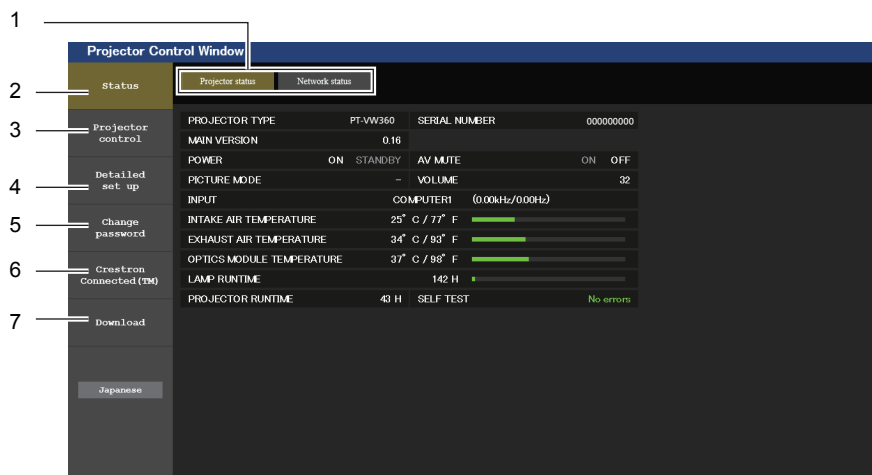 1
Projector Control Window
2
Status
Projector status Network status
3
Projector
control
4
Detailed
set up
5
Change
password
6
Crestron
Connected(TM)
7
Download
Japanese
PROJECTOR TYPE PT-VW360 SERIAL NUMBER 000000000
MAIN VERSION 0.16
POWER ON STANDBY AV MUTE ON OFF
PICTURE MODE – VOLUME 32
INPUT COMPUTER1 (0.00kHz/0.00Hz)
INTAKE AIR TEMPERATURE 25° C / 77° F
EXHAUST AIR TEMPERATURE 34° C / 93° F
OPTICS MODULE TEMPERATURE 37° C / 98° F
LAMP RUNTIME 142 H
PROJECTOR RUNTIME 43 H SELF TEST No errors